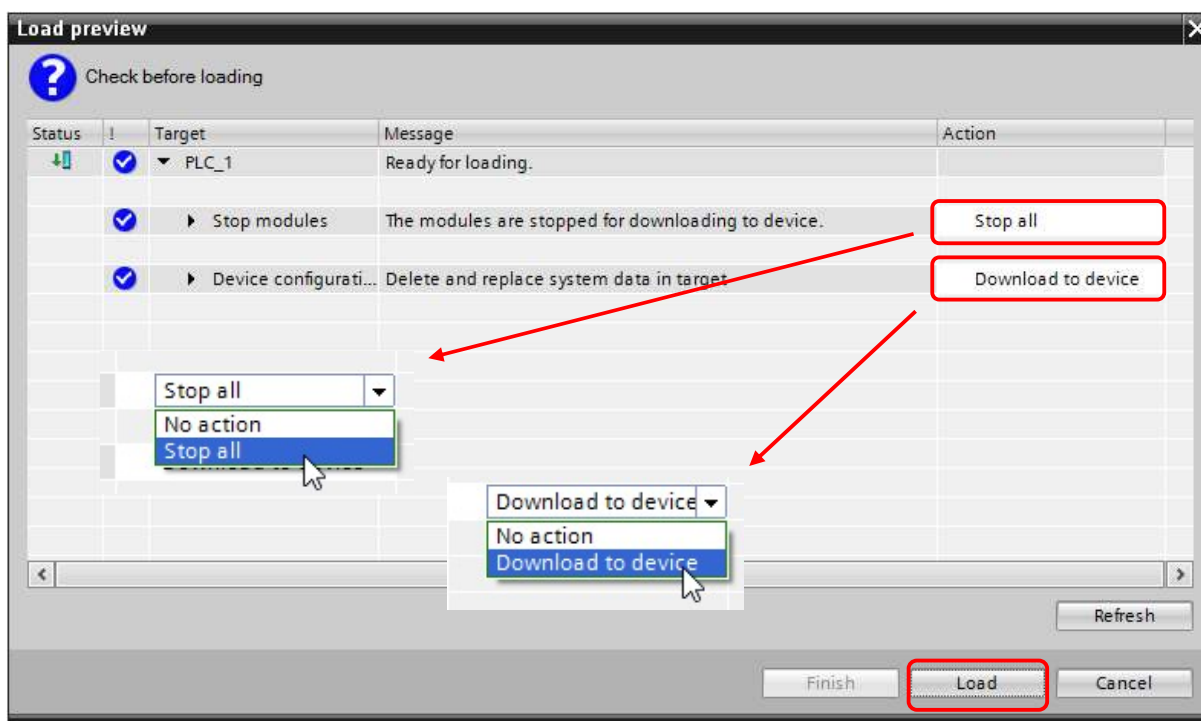 Load preview
Check before loading
Status ! Target Message Action
PLC_1 Ready for loading.
Stop modules The modules are stopped for downloading to device. Stop all
Device configurati... Delete and replace system data in target Download to device
Stop all
No action
Stop all
Download to device
No action
Download to device
Refresh
Finish Load Cancel